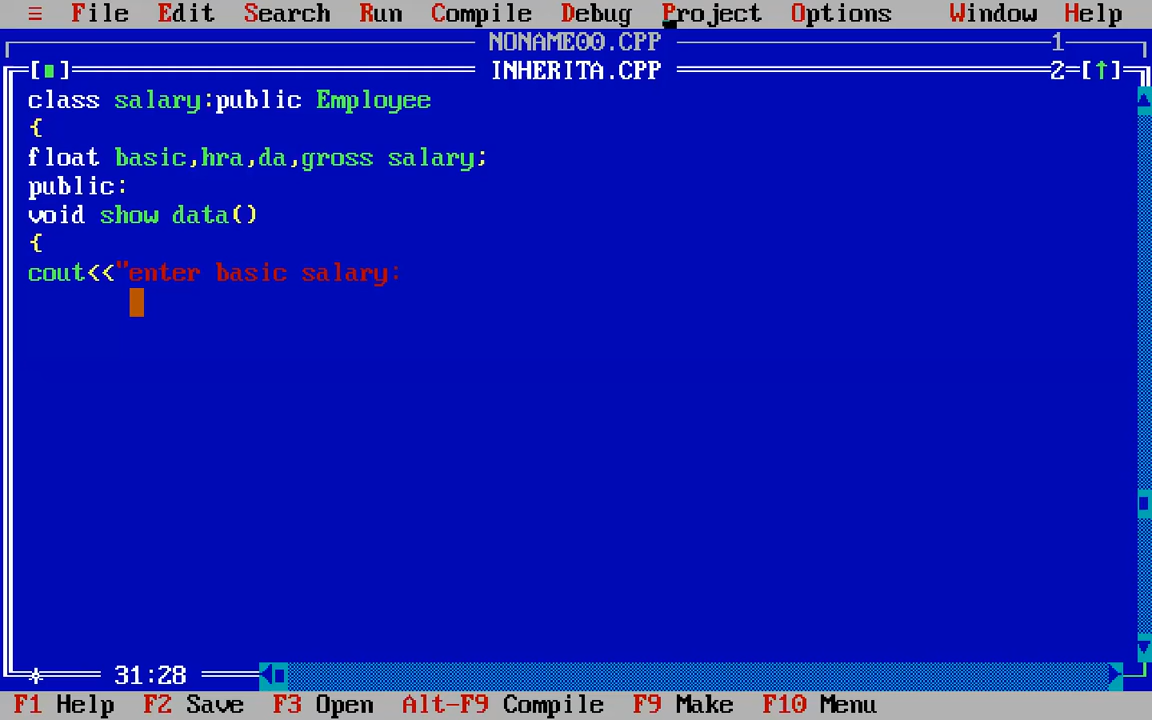 ≡ File Edit Search Run Compile Debug Project Options Window Help
NONAME00.CPP 1
[■] INHERITA.CPP 2=[↑]
class salary:public Employee
{
float basic,hra,da,gross salary;
public:
void show data()
{
cout<<"enter basic salary:
31:28
F1 Help F2 Save F3 Open Alt-F9 Compile F9 Make F10 Menu